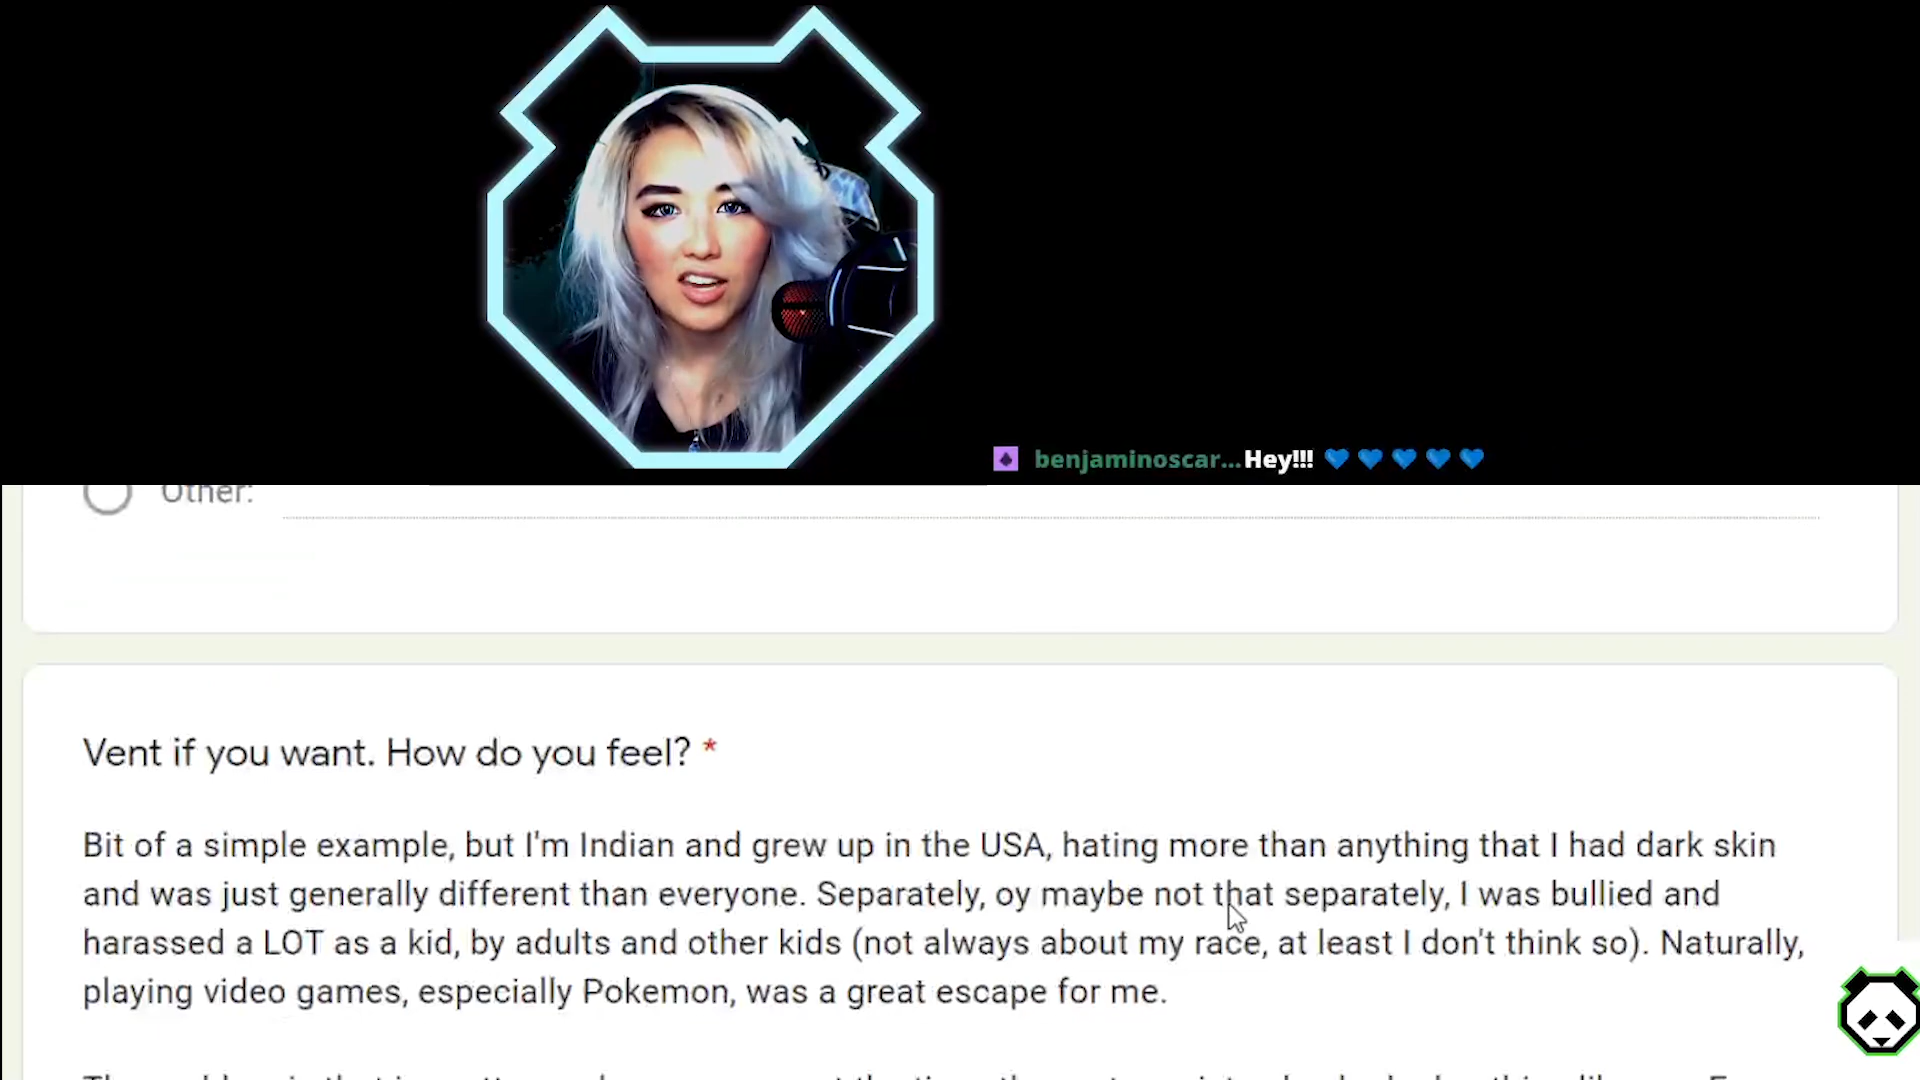 benjaminoscar... Hey!!! 💙 💙 💙 💙 💙
Other:
Vent if you want. How do you feel? *
Bit of a simple example, but I'm Indian and grew up in the USA, hating more than anything that I had dark skin
and was just generally different than everyone. Separately, oy maybe not that separately, I was bullied and
harassed a LOT as a kid, by adults and other kids (not always about my race, at least I don't think so). Naturally,
playing video games, especially Pokemon, was a great escape for me.